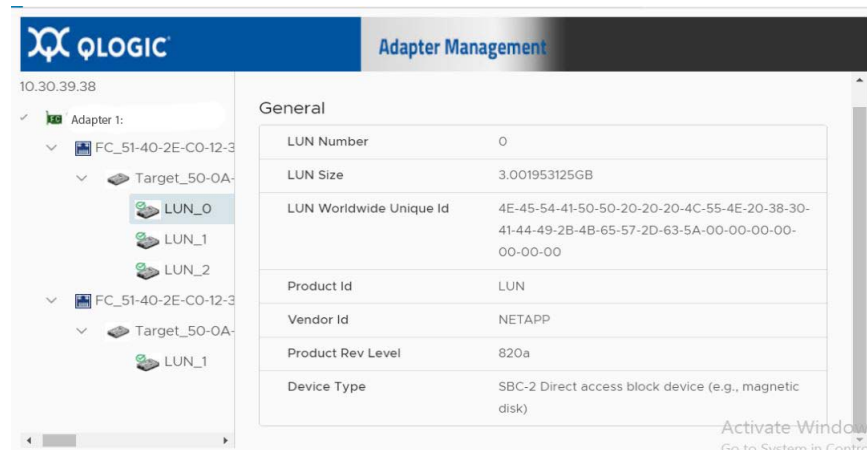 QLOGIC
Adapter Management
10.30.39.38
Adapter 1:
FC_51-40-2E-C0-12-3
Target_50-0A-
LUN_0
LUN_1
LUN_2
FC_51-40-2E-C0-12-3
Target_50-0A-
LUN_1
General
LUN Number 0
LUN Size 3.001953125GB
LUN Worldwide Unique Id 4E-45-54-41-50-50-20-20-20-4C-55-4E-20-38-30-
41-44-49-2B-4B-65-57-2D-63-5A-00-00-00-00-
00-00-00
Product Id LUN
Vendor Id NETAPP
Product Rev Level 820a
Device Type SBC-2 Direct access block device (e.g., magnetic
disk)
Activate Window
Go to System in Contro